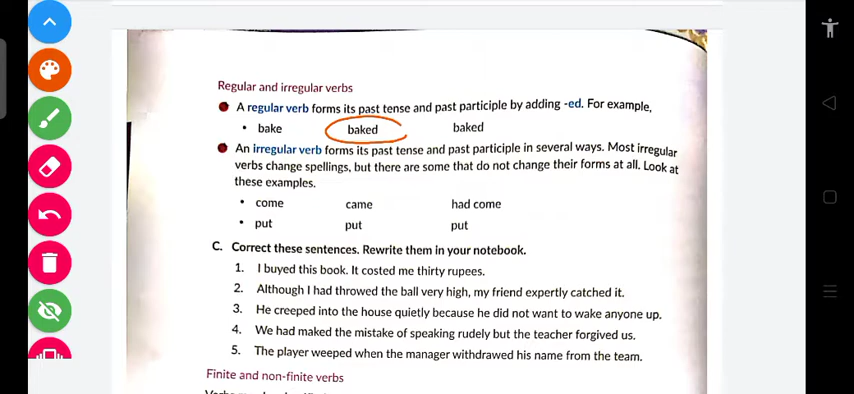 Regular and irregular verbs
A regular verb forms its past tense and past participle by adding -ed. For example,
• bake baked baked
An irregular verb forms its past tense and past participle in several ways. Most irregular
verbs change spellings, but there are some that do not change their forms at all. Look at
these examples.
• come came had come
• put put put
C. Correct these sentences. Rewrite them in your notebook.
1. I buyed this book. It costed me thirty rupees.
2. Although I had throwed the ball very high, my friend expertly catched it.
3. He creeped into the house quietly because he did not want to wake anyone up.
4. We had maked the mistake of speaking rudely but the teacher forgived us.
5. The player weeped when the manager withdrawed his name from the team.
Finite and non-finite verbs